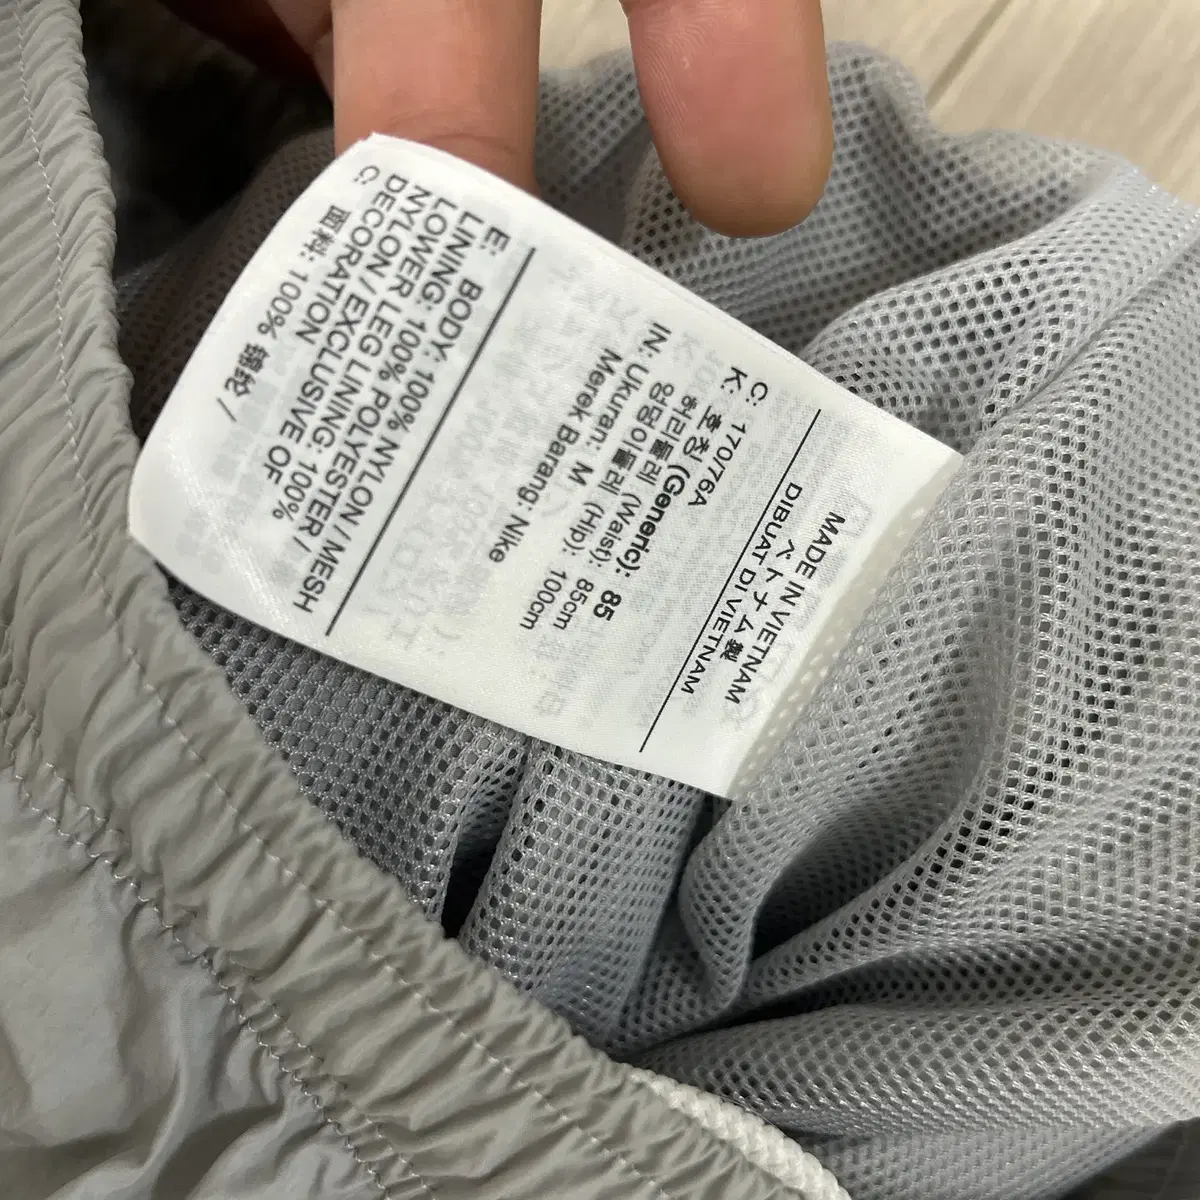 MADE IN VIETNAM
ベトナム製
DIBUAT DI VIETNAM
C: 170/76A
K: 호칭 (Generic): 85
허리둘레 (Waist): 85cm
엉덩이둘레 (Hip): 100cm
IN: Ukuran: M
Merek Barang: Nike
E: BODY: 100% NYLON / MESH
LINING: 100% POLYESTER /
LOWER LEG LINING: 100%
NYLON / EXCLUSIVE OF
DECORATION
C: 面料: 100% 锦纶 /